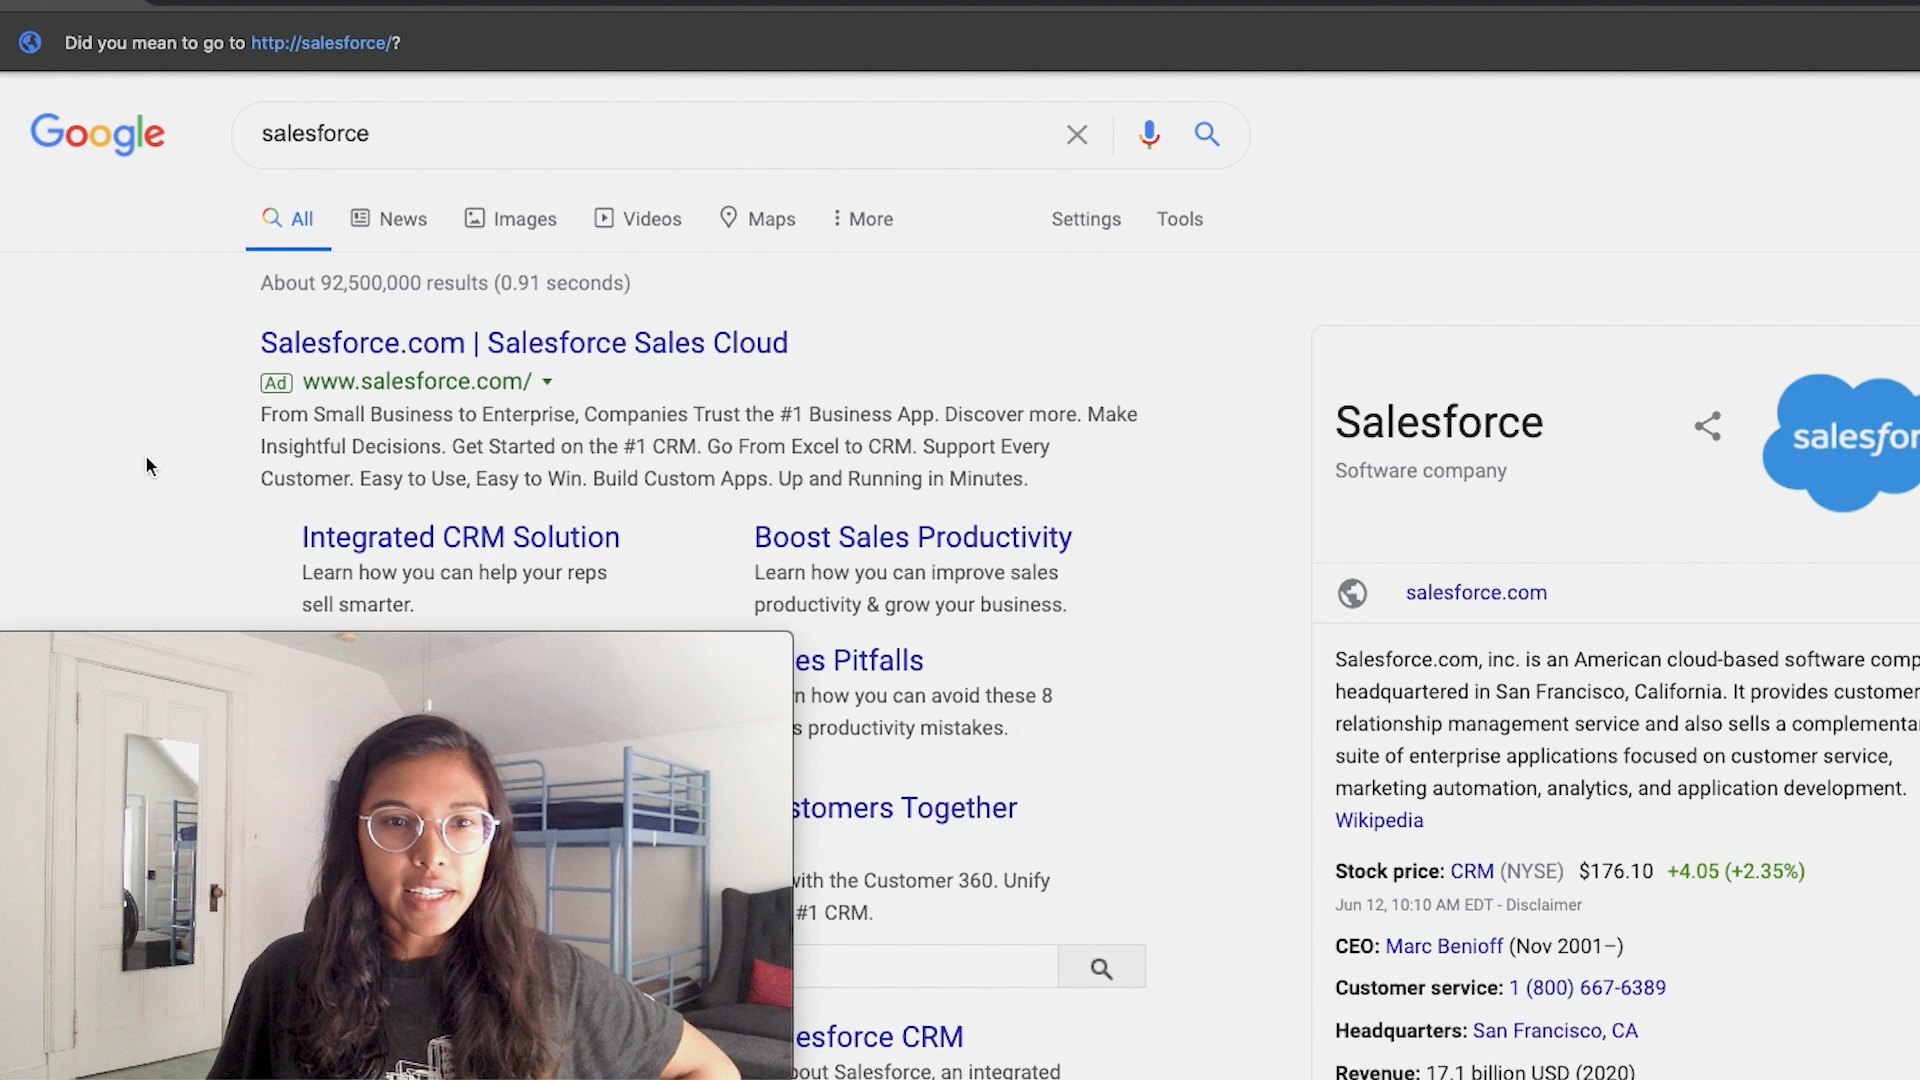 Did you mean to go to http://salesforce/?
Google
salesforce
All
News
Images
Videos
Maps
More
Settings
Tools
About 92,500,000 results (0.91 seconds)
Salesforce.com | Salesforce Sales Cloud
Ad www.salesforce.com/
From Small Business to Enterprise, Companies Trust the #1 Business App. Discover more. Make
Insightful Decisions. Get Started on the #1 CRM. Go From Excel to CRM. Support Every
Customer. Easy to Use, Easy to Win. Build Custom Apps. Up and Running in Minutes.
Integrated CRM Solution
Learn how you can help your reps
sell smarter.
Boost Sales Productivity
Learn how you can improve sales
productivity & grow your business.
es Pitfalls
n how you can avoid these 8
s productivity mistakes.
stomers Together
with the Customer 360. Unify
#1 CRM.
esforce CRM
bout Salesforce, an integrated
Salesforce
Software company
salesfor
salesforce.com
Salesforce.com, inc. is an American cloud-based software comp
headquartered in San Francisco, California. It provides customer
relationship management service and also sells a complementa
suite of enterprise applications focused on customer service,
marketing automation, analytics, and application development.
Wikipedia
Stock price: CRM (NYSE) $176.10 +4.05 (+2.35%)
Jun 12, 10:10 AM EDT - Disclaimer
CEO: Marc Benioff (Nov 2001–)
Customer service: 1 (800) 667-6389
Headquarters: San Francisco, CA
Revenue: 17.1 billion USD (2020)